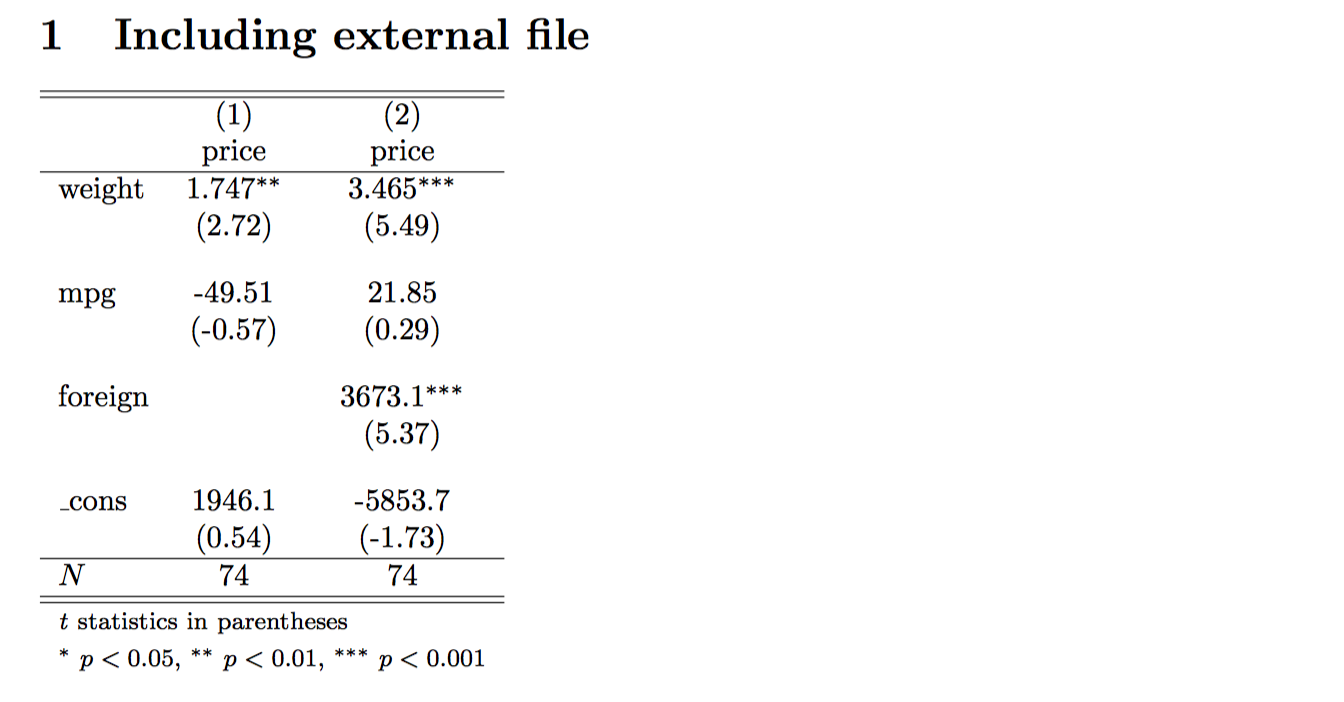 1 Including external file
(1) (2)
price price
weight 1.747** 3.465***
(2.72) (5.49)
mpg -49.51 21.85
(-0.57) (0.29)
foreign 3673.1***
(5.37)
_cons 1946.1 -5853.7
(0.54) (-1.73)
N 74 74
t statistics in parentheses
* p < 0.05, ** p < 0.01, *** p < 0.001